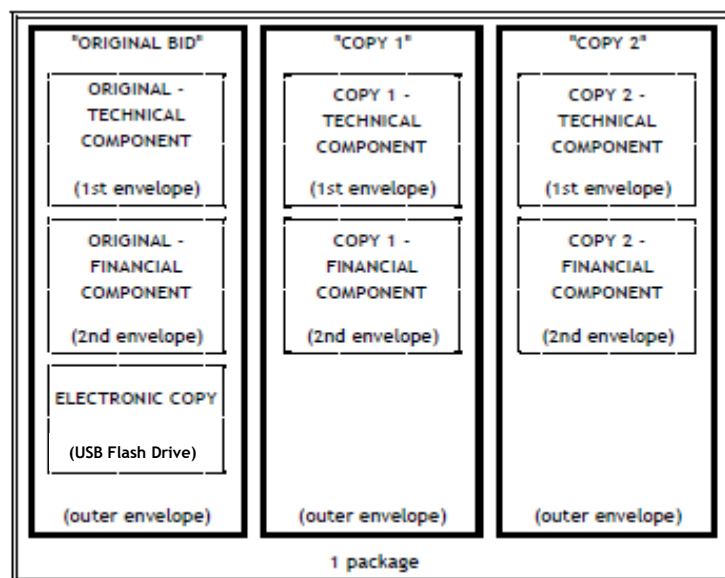 "ORIGINAL BID"
ORIGINAL -
TECHNICAL
COMPONENT
(1st envelope)
ORIGINAL -
FINANCIAL
COMPONENT
(2nd envelope)
ELECTRONIC COPY
(USB Flash Drive)
(outer envelope)
"COPY 1"
COPY 1 -
TECHNICAL
COMPONENT
(1st envelope)
COPY 1 -
FINANCIAL
COMPONENT
(2nd envelope)
(outer envelope)
"COPY 2"
COPY 2 -
TECHNICAL
COMPONENT
(1st envelope)
COPY 2 -
FINANCIAL
COMPONENT
(2nd envelope)
(outer envelope)
1 package